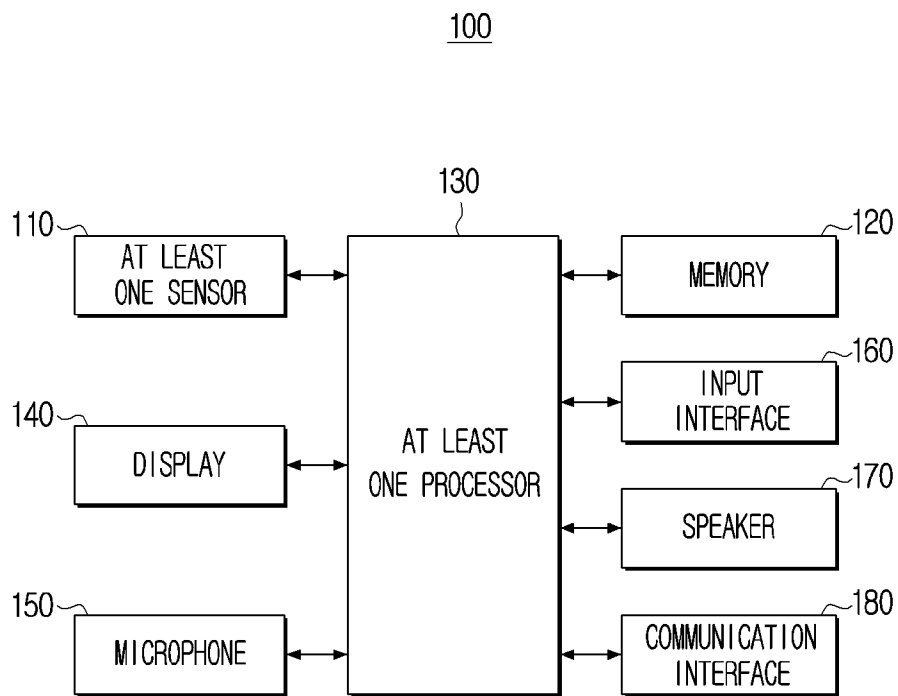 100
130
110
AT LEAST
ONE SENSOR
120
MEMORY
160
INPUT
INTERFACE
140
DISPLAY
AT LEAST
ONE PROCESSOR
170
SPEAKER
150
MICROPHONE
180
COMMUNICATION
INTERFACE